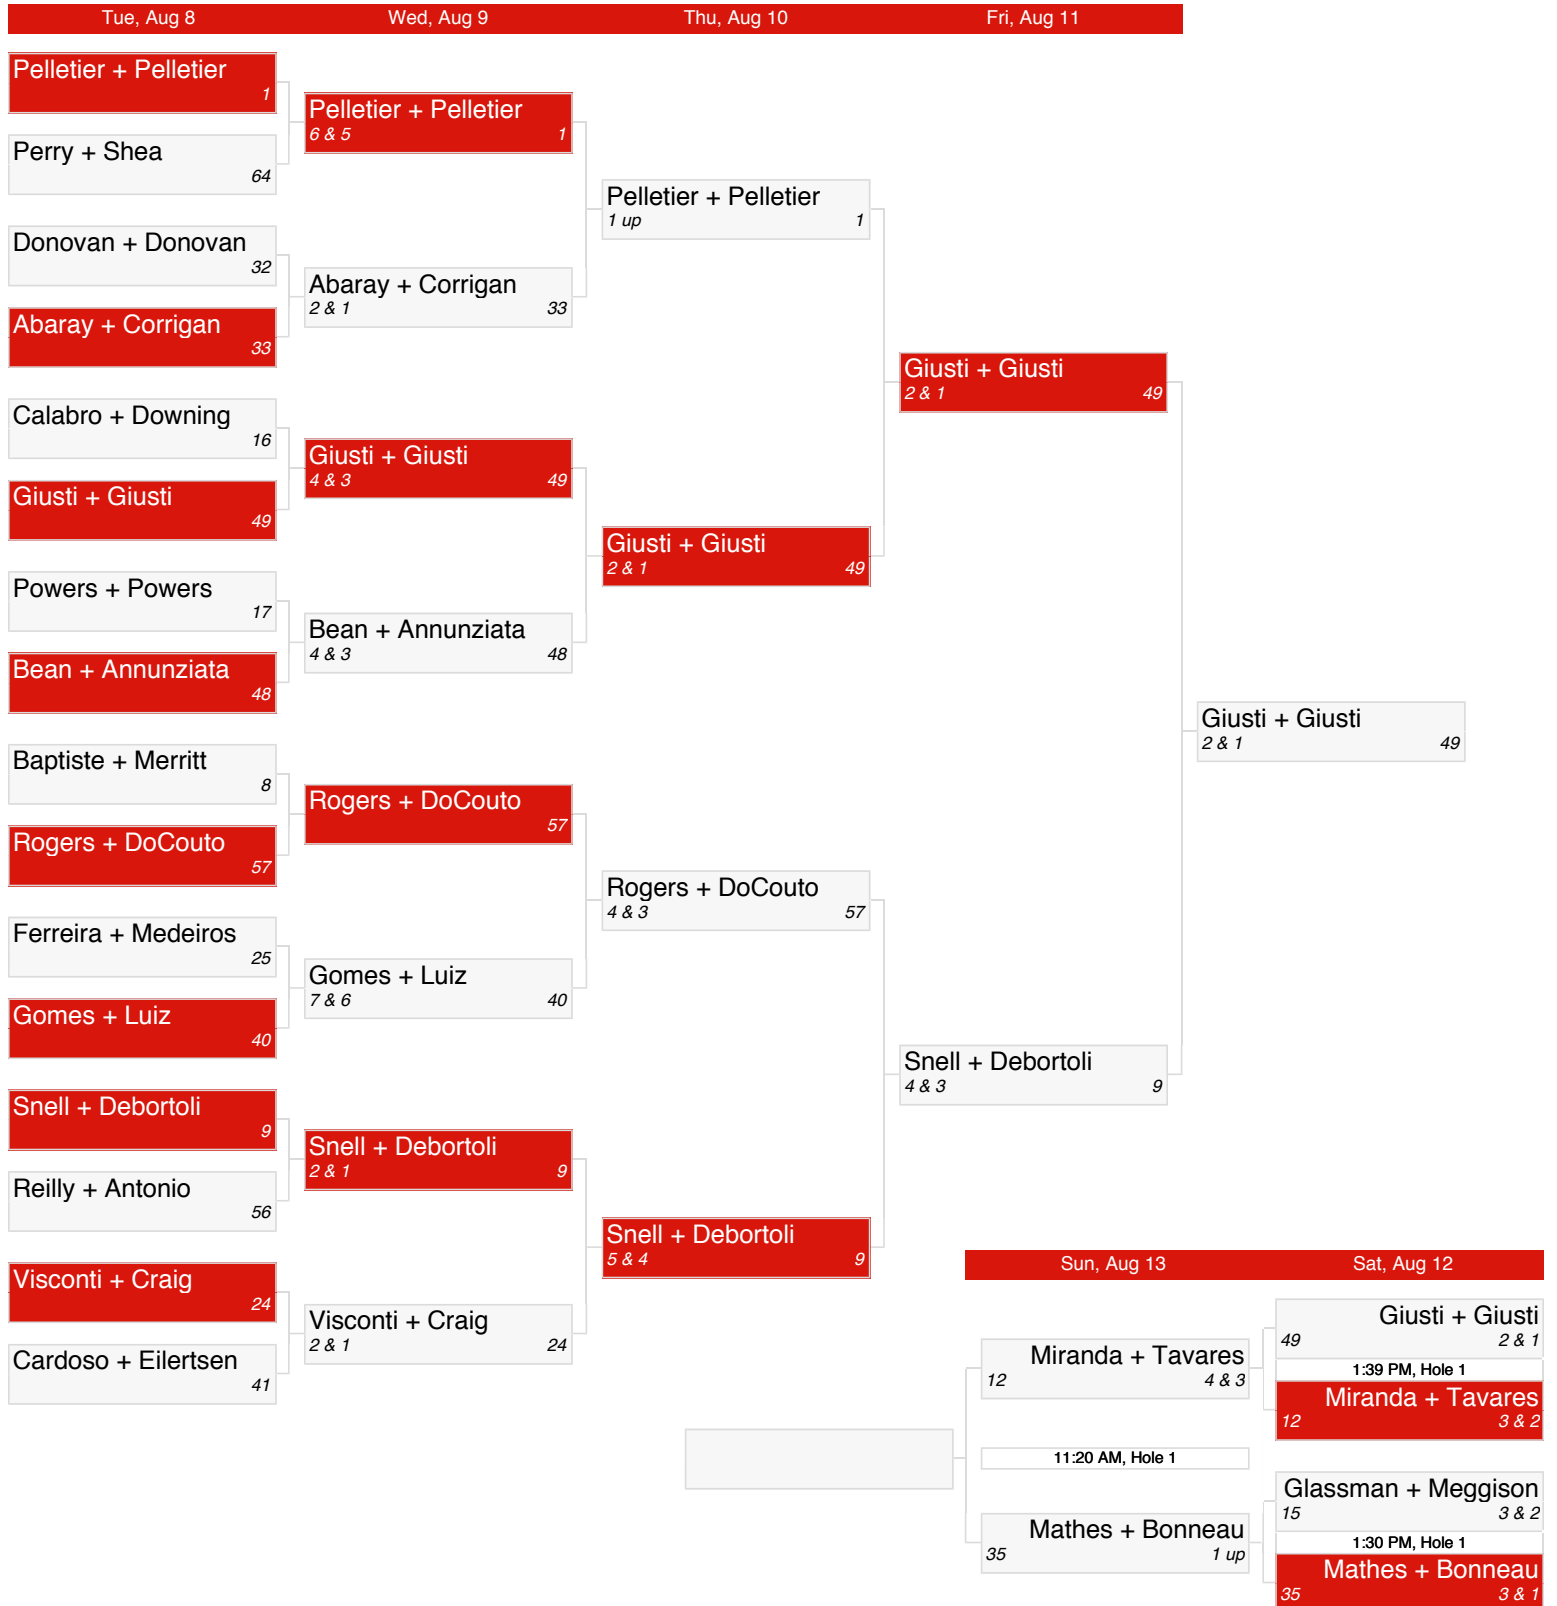 Tue, Aug 8
Wed, Aug 9
Thu, Aug 10
Fri, Aug 11
Pelletier + Pelletier
1
Perry + Shea
64
Donovan + Donovan
32
Abaray + Corrigan
33
Calabro + Downing
16
Giusti + Giusti
49
Powers + Powers
17
Bean + Annunziata
48
Baptiste + Merritt
8
Rogers + DoCouto
57
Ferreira + Medeiros
25
Gomes + Luiz
40
Snell + Debortoli
9
Reilly + Antonio
56
Visconti + Craig
24
Cardoso + Eilertsen
41
Pelletier + Pelletier
6 & 5 1
Abaray + Corrigan
2 & 1 33
Giusti + Giusti
4 & 3 49
Bean + Annunziata
4 & 3 48
Rogers + DoCouto
57
Gomes + Luiz
7 & 6 40
Snell + Debortoli
2 & 1 9
Visconti + Craig
2 & 1 24
Pelletier + Pelletier
1 up 1
Giusti + Giusti
2 & 1 49
Rogers + DoCouto
4 & 3 57
Snell + Debortoli
5 & 4 9
Giusti + Giusti
2 & 1 49
Snell + Debortoli
4 & 3 9
Giusti + Giusti
2 & 1 49
Sun, Aug 13
Sat, Aug 12
Miranda + Tavares
12 4 & 3
11:20 AM, Hole 1
Mathes + Bonneau
35 1 up
Giusti + Giusti
49 2 & 1
1:39 PM, Hole 1
Miranda + Tavares
12 3 & 2
Glassman + Meggison
15 3 & 2
1:30 PM, Hole 1
Mathes + Bonneau
35 3 & 1